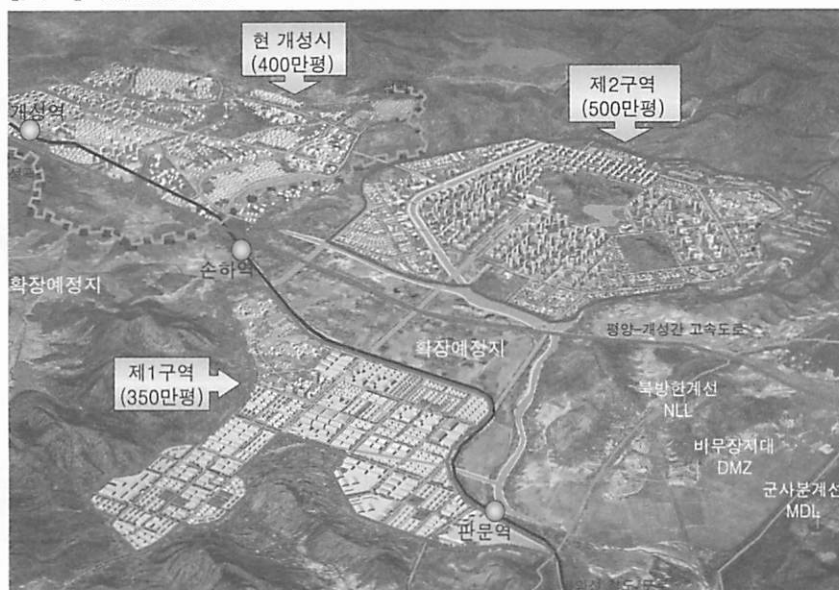 현 개성시
(400만평)
제2구역
(500만평)
개성역
손하역
확장예정지
확장예정지
평양-개성간 고속도로
제1구역
(350만평)
북방한계선
NLL
비무장지대
DMZ
군사분계선
MDL
판문역